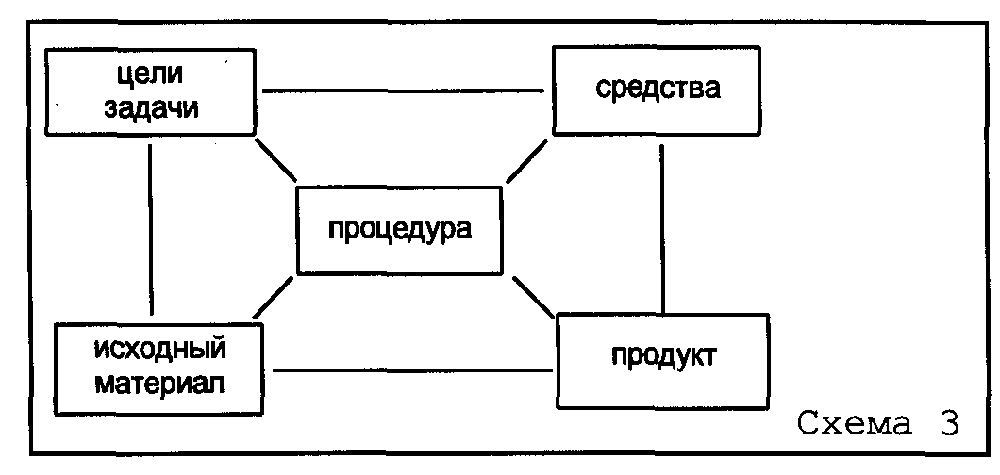 цели
задачи
средства
процедура
исходный
материал
продукт
Схема 3